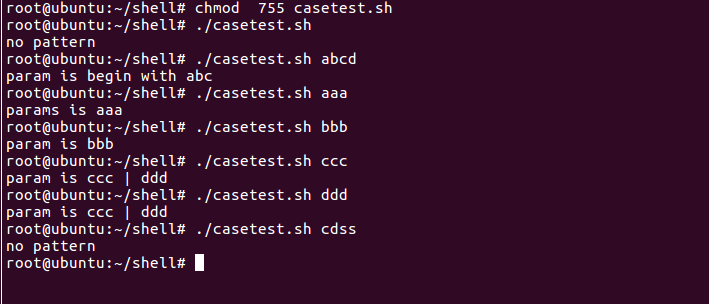 root@ubuntu:~/shell# chmod  755 casetest.sh
root@ubuntu:~/shell# ./casetest.sh
no pattern
root@ubuntu:~/shell# ./casetest.sh abcd
param is begin with abc
root@ubuntu:~/shell# ./casetest.sh aaa
params is aaa
root@ubuntu:~/shell# ./casetest.sh bbb
param is bbb
root@ubuntu:~/shell# ./casetest.sh ccc
param is ccc | ddd
root@ubuntu:~/shell# ./casetest.sh ddd
param is ccc | ddd
root@ubuntu:~/shell# ./casetest.sh cdss
no pattern
root@ubuntu:~/shell#